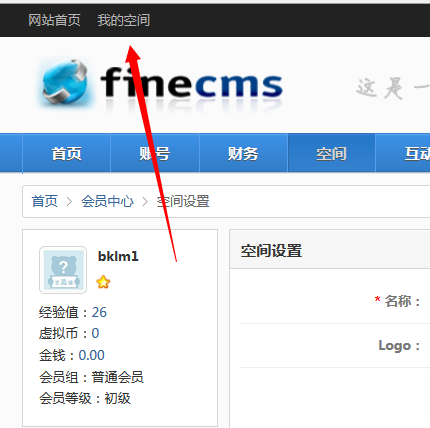 网站首页 我的空间
finecms
这是一
首页 账号 财务 空间 互动
首页 > 会员中心 > 空间设置
bklm1
经验值：26
虚拟币：0
金钱：0.00
会员组：普通会员
会员等级：初级
空间设置
* 名称：
Logo：